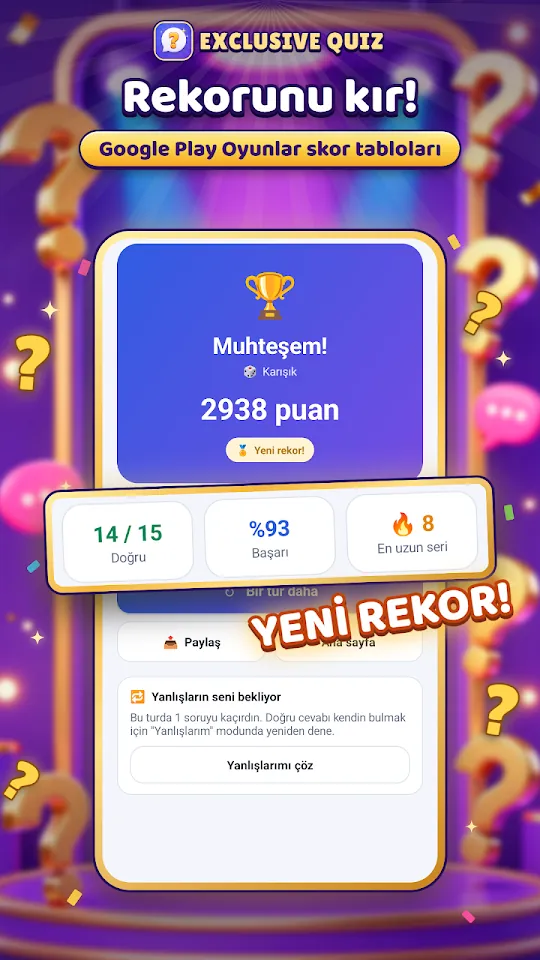 EXCLUSIVE QUIZ
Rekorunu kır!
Google Play Oyunlar skor tabloları
Muhteşem!
Karışık
2938 puan
Yeni rekor!
14 / 15
Doğru
%93
Başarı
8
En uzun seri
Bir tur daha
YENİ REKOR!
Paylaş
Ana sayfa
Yanlışların seni bekliyor
Bu turda 1 soruyu kaçırdın. Doğru cevabı kendin bulmak
için "Yanlışlarım" modunda yeniden dene.
Yanlışlarımı çöz